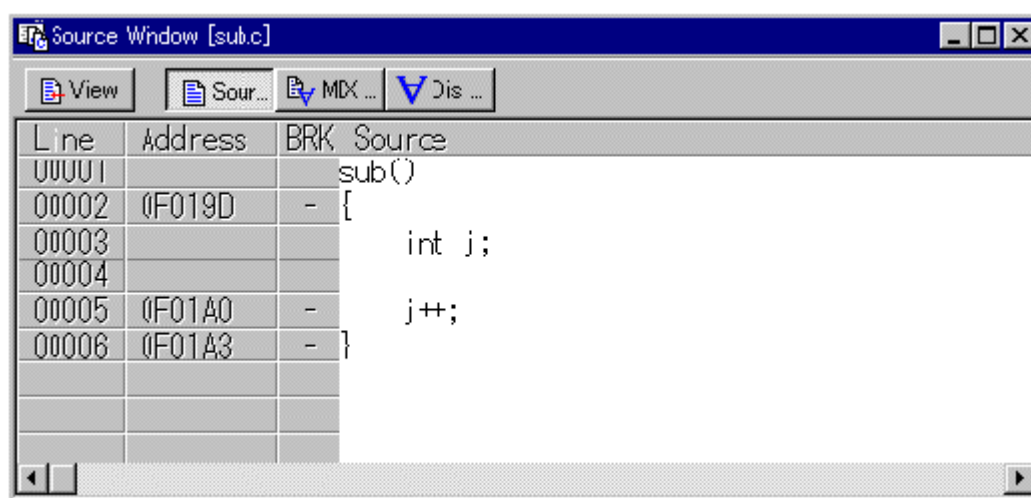 Source Window [sub.c]
View Sour... MIX ... Dis ...
Line Address BRK Source
00001 sub()
00002 0F019D - {
00003 int j;
00004
00005 0F01A0 - j++;
00006 0F01A3 - }